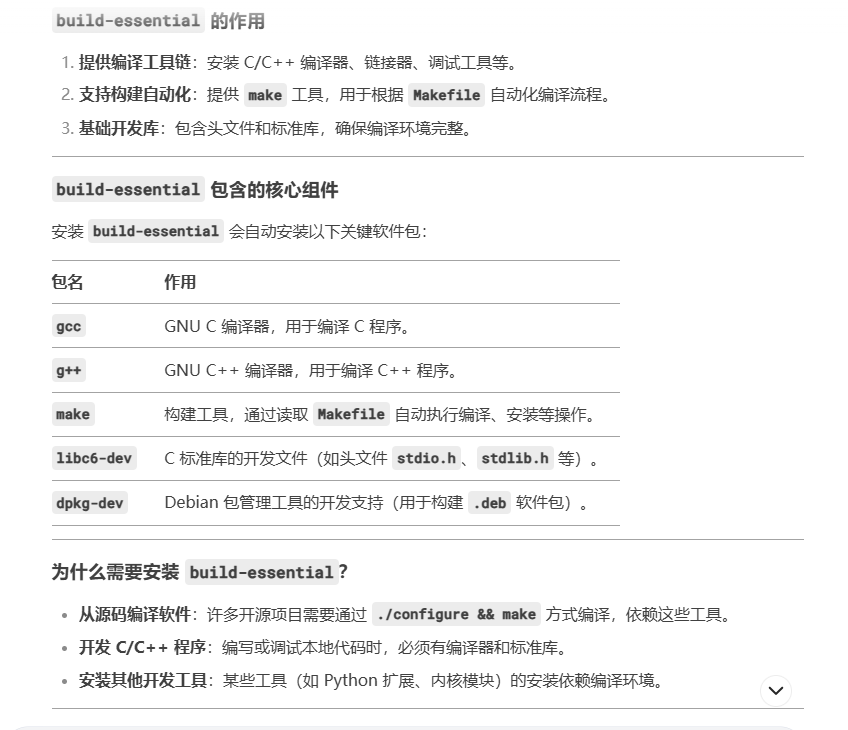 build-essential 的作用
1. 提供编译工具链：安装 C/C++ 编译器、链接器、调试工具等。
2. 支持构建自动化：提供 make 工具，用于根据 Makefile 自动化编译流程。
3. 基础开发库：包含头文件和标准库，确保编译环境完整。
build-essential 包含的核心组件
安装 build-essential 会自动安装以下关键软件包：
包名 作用
gcc GNU C 编译器，用于编译 C 程序。
g++ GNU C++ 编译器，用于编译 C++ 程序。
make 构建工具，通过读取 Makefile 自动执行编译、安装等操作。
libc6-dev C 标准库的开发文件（如头文件 stdio.h、stdlib.h 等）。
dpkg-dev Debian 包管理工具的开发支持（用于构建 .deb 软件包）。
为什么需要安装 build-essential？
• 从源码编译软件：许多开源项目需要通过 ./configure && make 方式编译，依赖这些工具。
• 开发 C/C++ 程序：编写或调试本地代码时，必须有编译器和标准库。
• 安装其他开发工具：某些工具（如 Python 扩展、内核模块）的安装依赖编译环境。